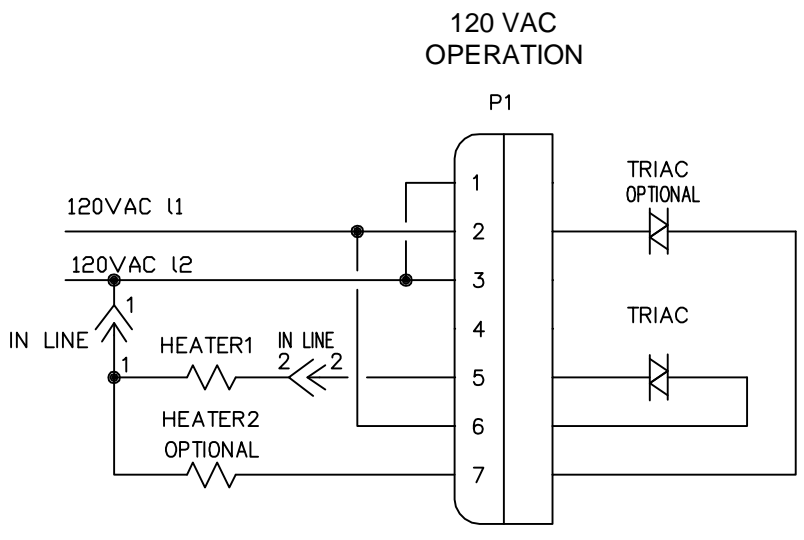 120 VAC
OPERATION
P1
TRIAC
OPTIONAL
1
120VAC l1
2
120VAC l2
3
1
IN LINE
4
TRIAC
HEATER1
IN LINE
1
2
2
5
HEATER2
OPTIONAL
6
7